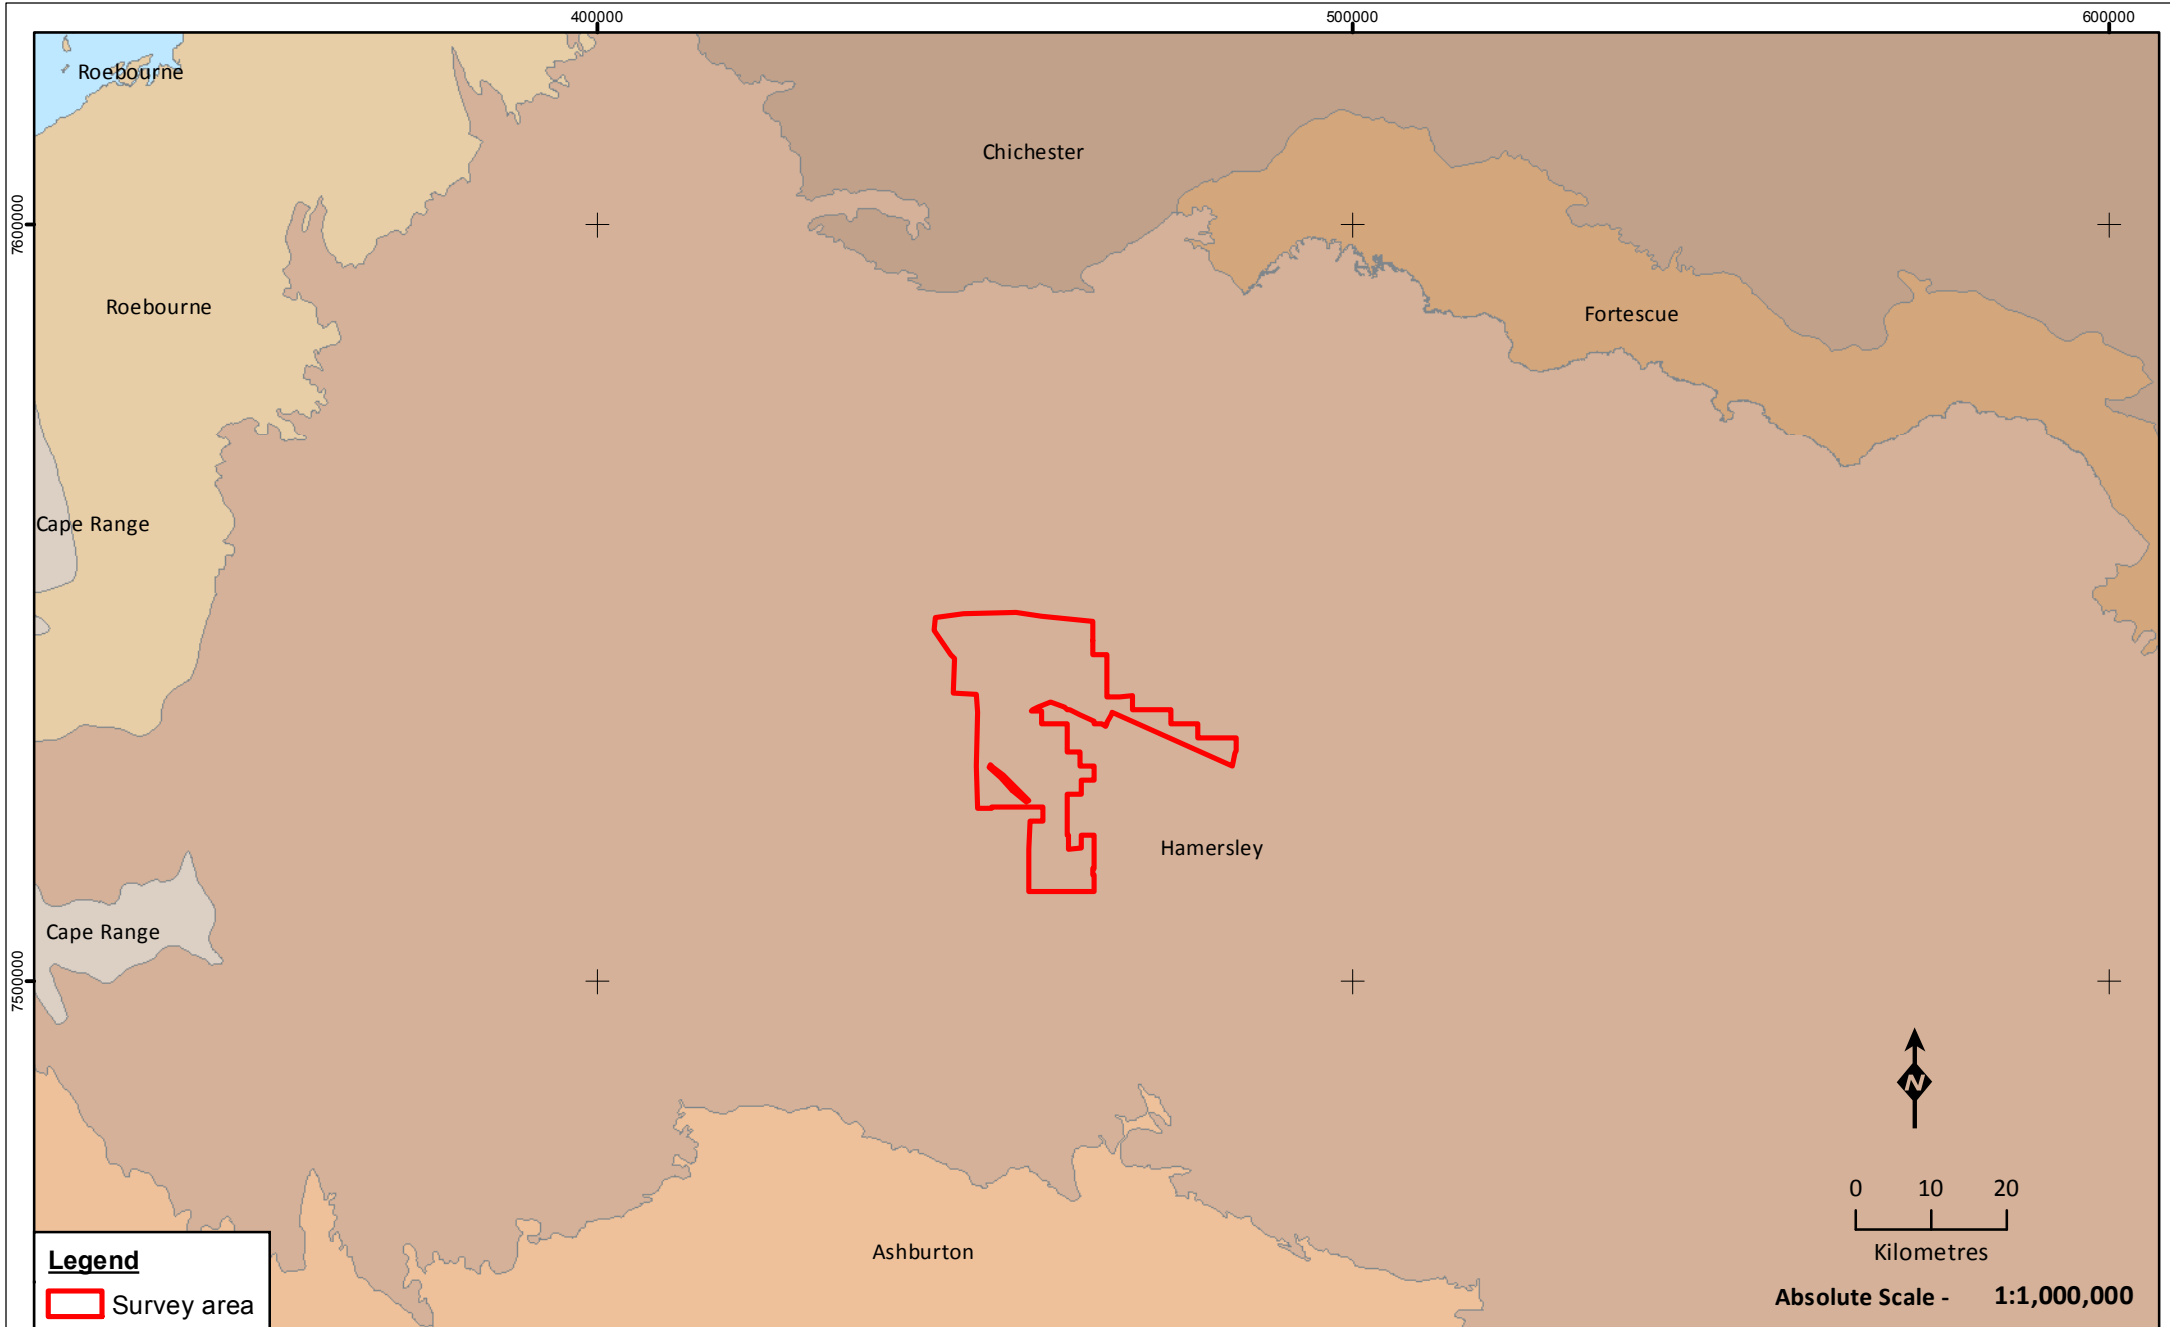 400000
500000
600000
Roebourne
Chichester
7600000
Roebourne
Fortescue
Cape Range
Hamersley
Cape Range
7500000
N
0 10 20
Kilometres
Ashburton
Legend
Survey area
Absolute Scale - 1:1,000,000